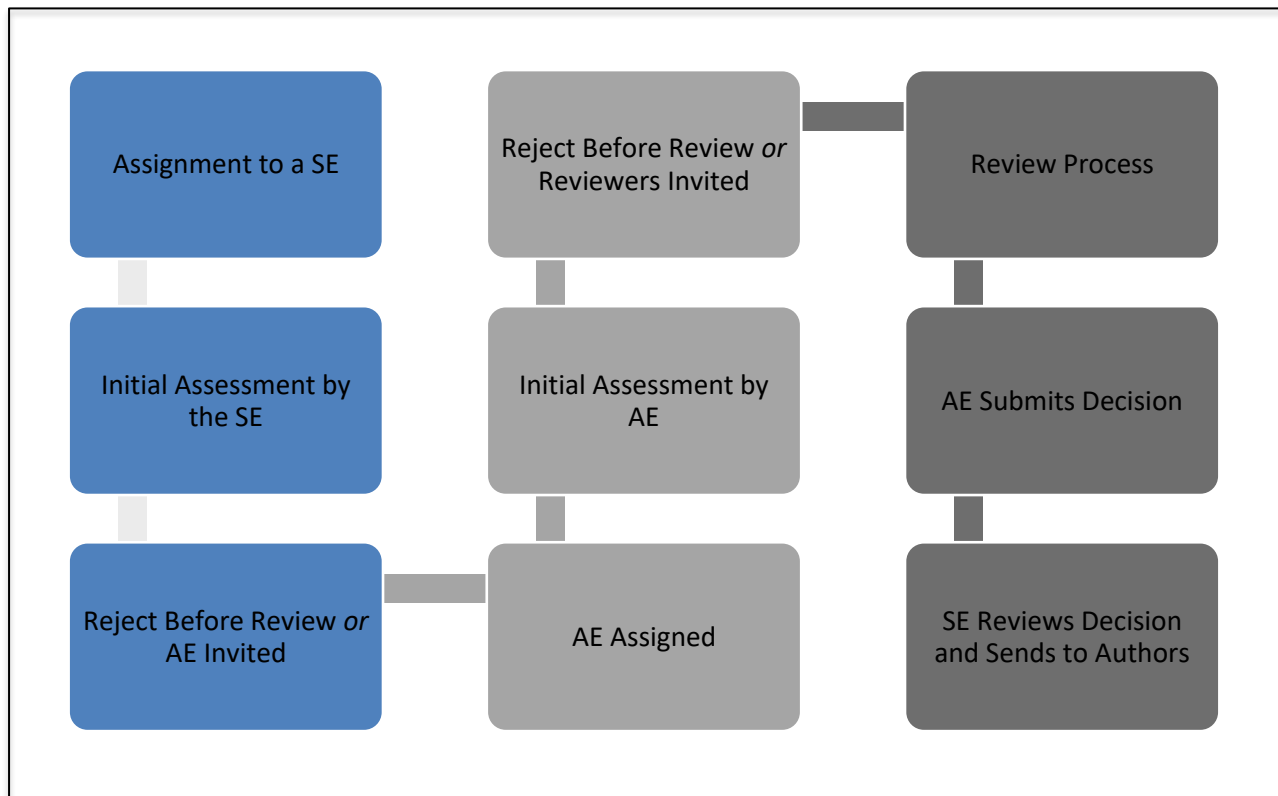 Assignment to a SE
Initial Assessment by
the SE
Reject Before Review or
AE Invited
AE Assigned
Initial Assessment by
AE
Reject Before Review or
Reviewers Invited
Review Process
AE Submits Decision
SE Reviews Decision
and Sends to Authors